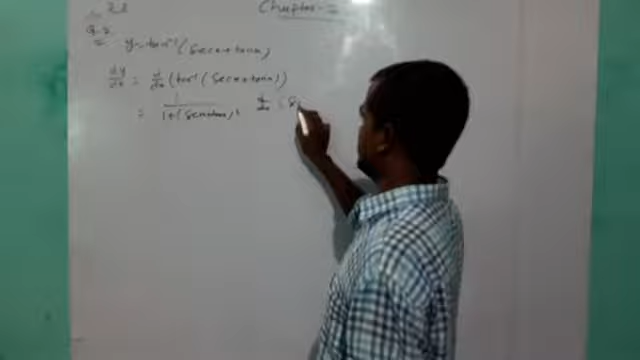 Chapter-2
2.2
Q-2
= y=tan⁻¹(secx+tanx)
dy/dx = d/dx (tan⁻¹(secx+tanx))
= 1/1+(secx+tanx)² d/dx (s